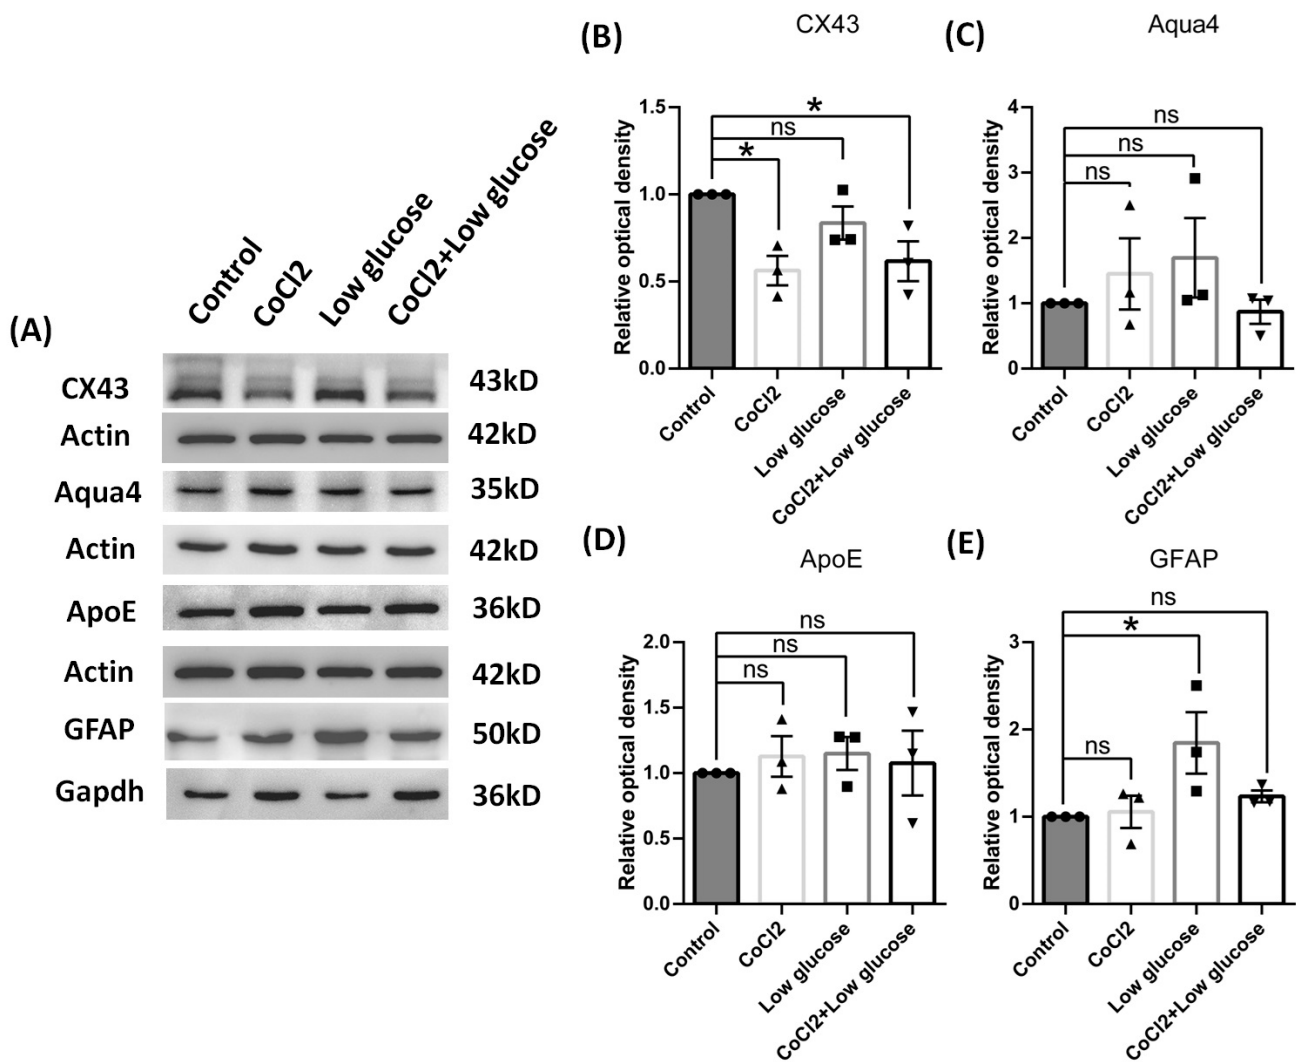 (A)
Control
CoCl2
Low glucose
CoCl2+Low glucose
CX43 43kD
Actin 42kD
Aqua4 35kD
Actin 42kD
ApoE 36kD
Actin 42kD
GFAP 50kD
Gapdh 36kD
(B)
CX43
Relative optical density
1.5
1.0
0.5
0.0
*
ns
*
Control
CoCl2
Low glucose
CoCl2+Low glucose
(C)
Aqua4
Relative optical density
4
3
2
1
0
ns
ns
ns
Control
CoCl2
Low glucose
CoCl2+Low glucose
(D)
ApoE
Relative optical density
2.0
1.5
1.0
0.5
0.0
ns
ns
ns
Control
CoCl2
Low glucose
CoCl2+Low glucose
(E)
GFAP
Relative optical density
3
2
1
0
ns
*
ns
Control
CoCl2
Low glucose
CoCl2+Low glucose